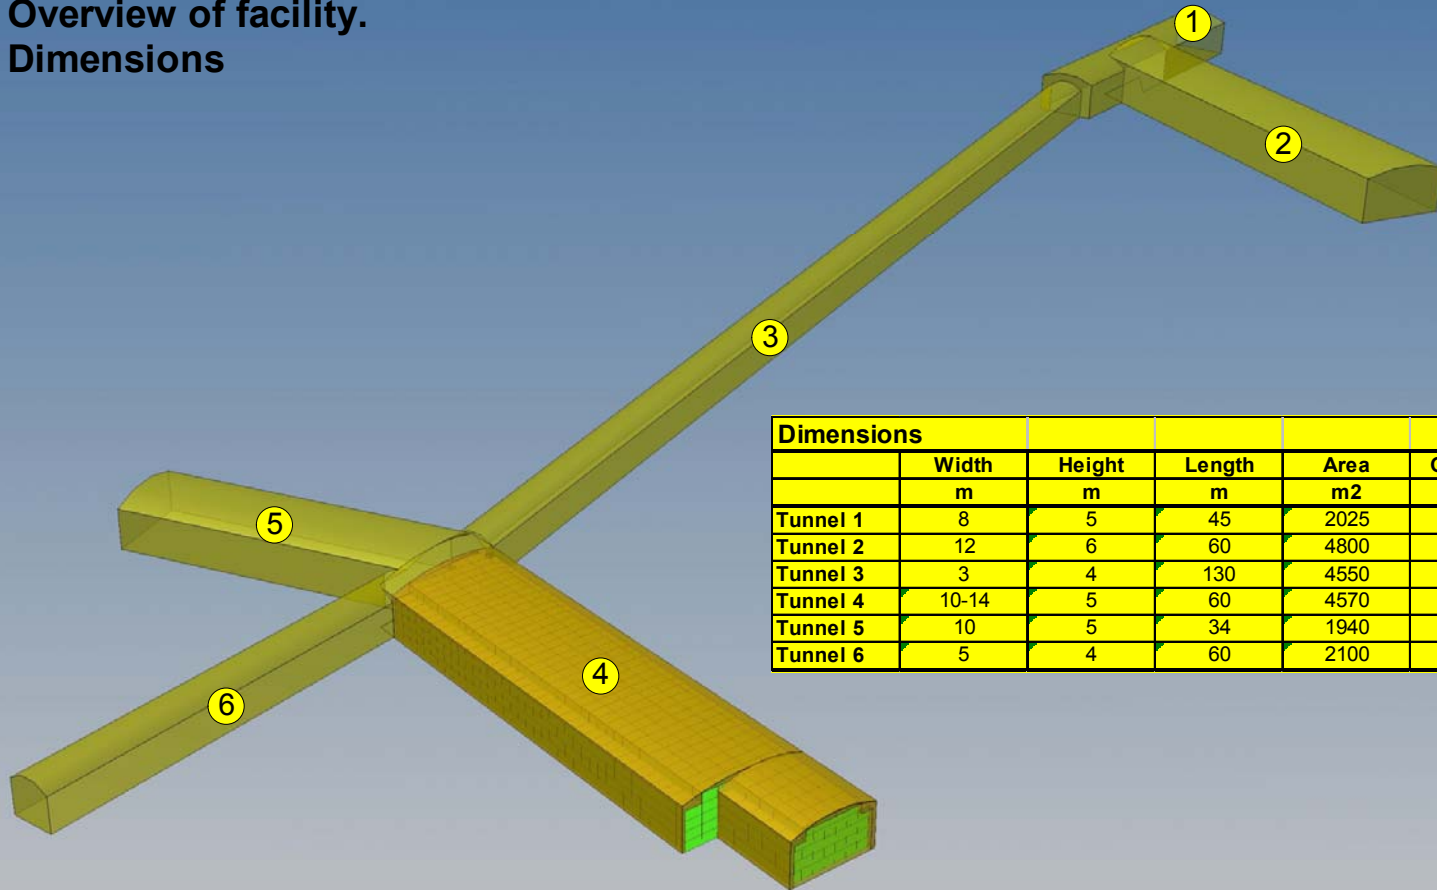 Overview of facility.
Dimensions
1
2
3
5
4
6
Dimensions
Width Height Length Area
m m m m2
Tunnel 1 8 5 45 2025
Tunnel 2 12 6 60 4800
Tunnel 3 3 4 130 4550
Tunnel 4 10-14 5 60 4570
Tunnel 5 10 5 34 1940
Tunnel 6 5 4 60 2100